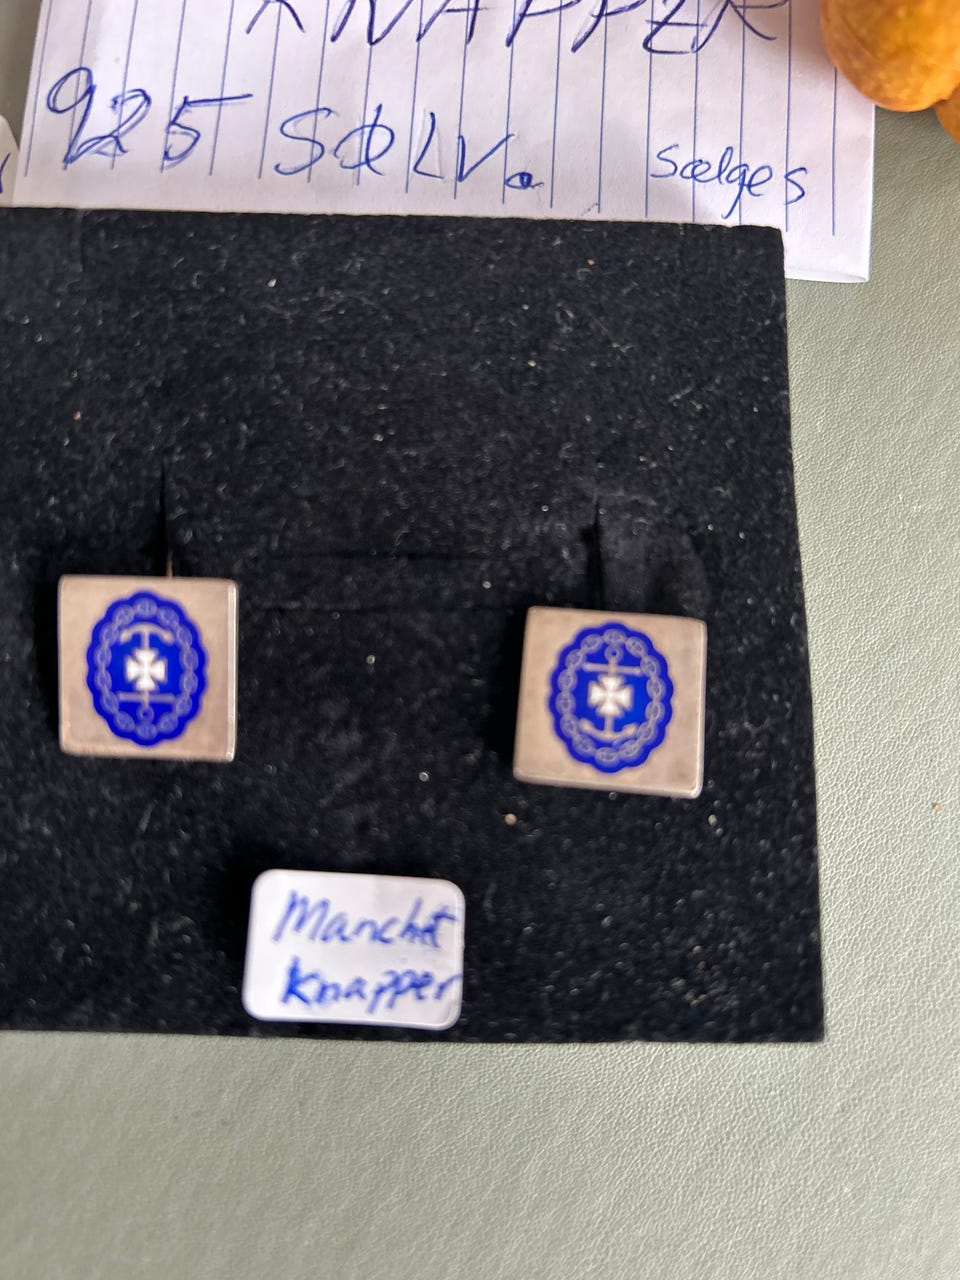 KNAPPER
925 SØLV. Sælges
Manchet
Knapper